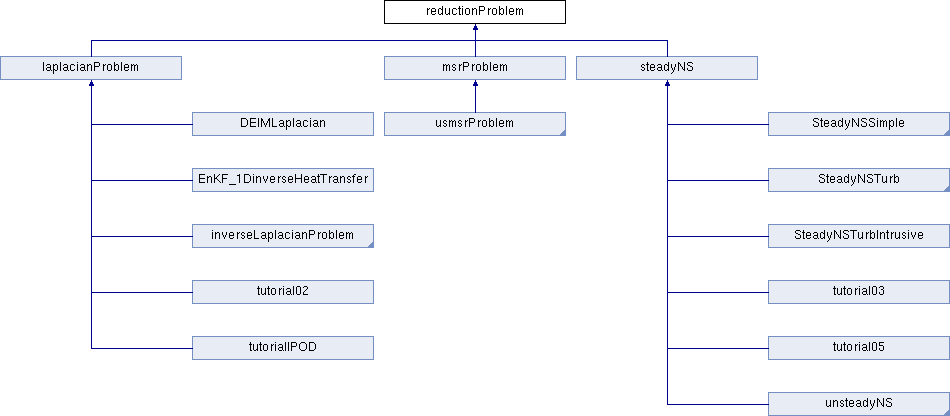 reductionProblem
laplacianProblem
msrProblem
steadyNS
DEIMLaplacian
usmsrProblem
SteadyNSSimple
EnKF_1DinverseHeatTransfer
SteadyNSTurb
inverseLaplacianProblem
SteadyNSTurbIntrusive
tutorial02
tutorial03
tutorialIPOD
tutorial05
unsteadyNS